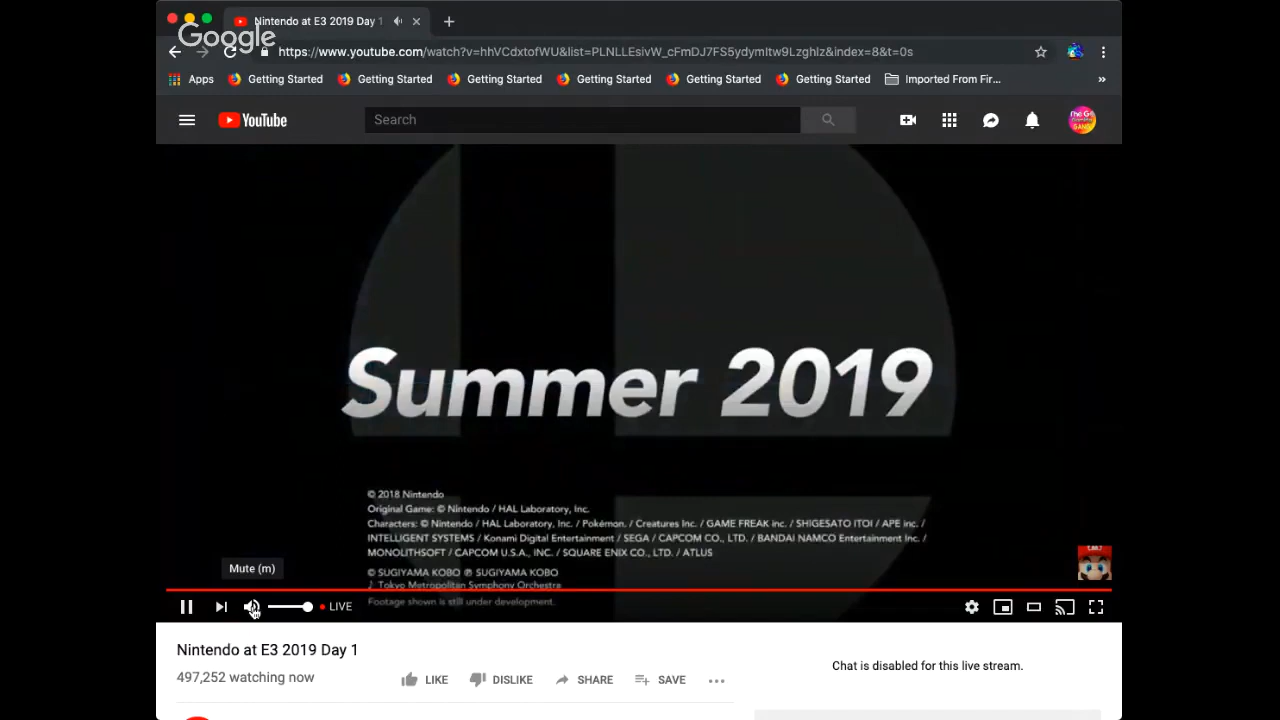 Nintendo at E3 2019 Day 1
Google
https://www.youtube.com/watch?v=hhVCdxtofWU&list=PLNLLEsivW_cFmDJ7FS5ydymItw9Lzghlz&index=8&t=0s
Apps Getting Started Getting Started Getting Started Getting Started Getting Started Getting Started Imported From Fir... »
YouTube Search
Summer 2019
© 2018 Nintendo
Original Game: © Nintendo / HAL Laboratory, Inc.
Characters: © Nintendo / HAL Laboratory, Inc. / Pokémon. / Creatures Inc. / GAME FREAK inc. / SHIGESATO ITOI / APE inc. /
INTELLIGENT SYSTEMS / Konami Digital Entertainment / SEGA / CAPCOM CO., LTD. / BANDAI NAMCO Entertainment Inc. /
MONOLITHSOFT / CAPCOM U.S.A., INC. / SQUARE ENIX CO., LTD. / ATLUS
© SUGIYAMA KOBO ℗ SUGIYAMA KOBO
♪ Tokyo Metropolitan Symphony Orchestra
Mute (m)
Footage shown is still under development.
LIVE
Nintendo at E3 2019 Day 1
497,252 watching now
LIKE DISLIKE SHARE SAVE
Chat is disabled for this live stream.